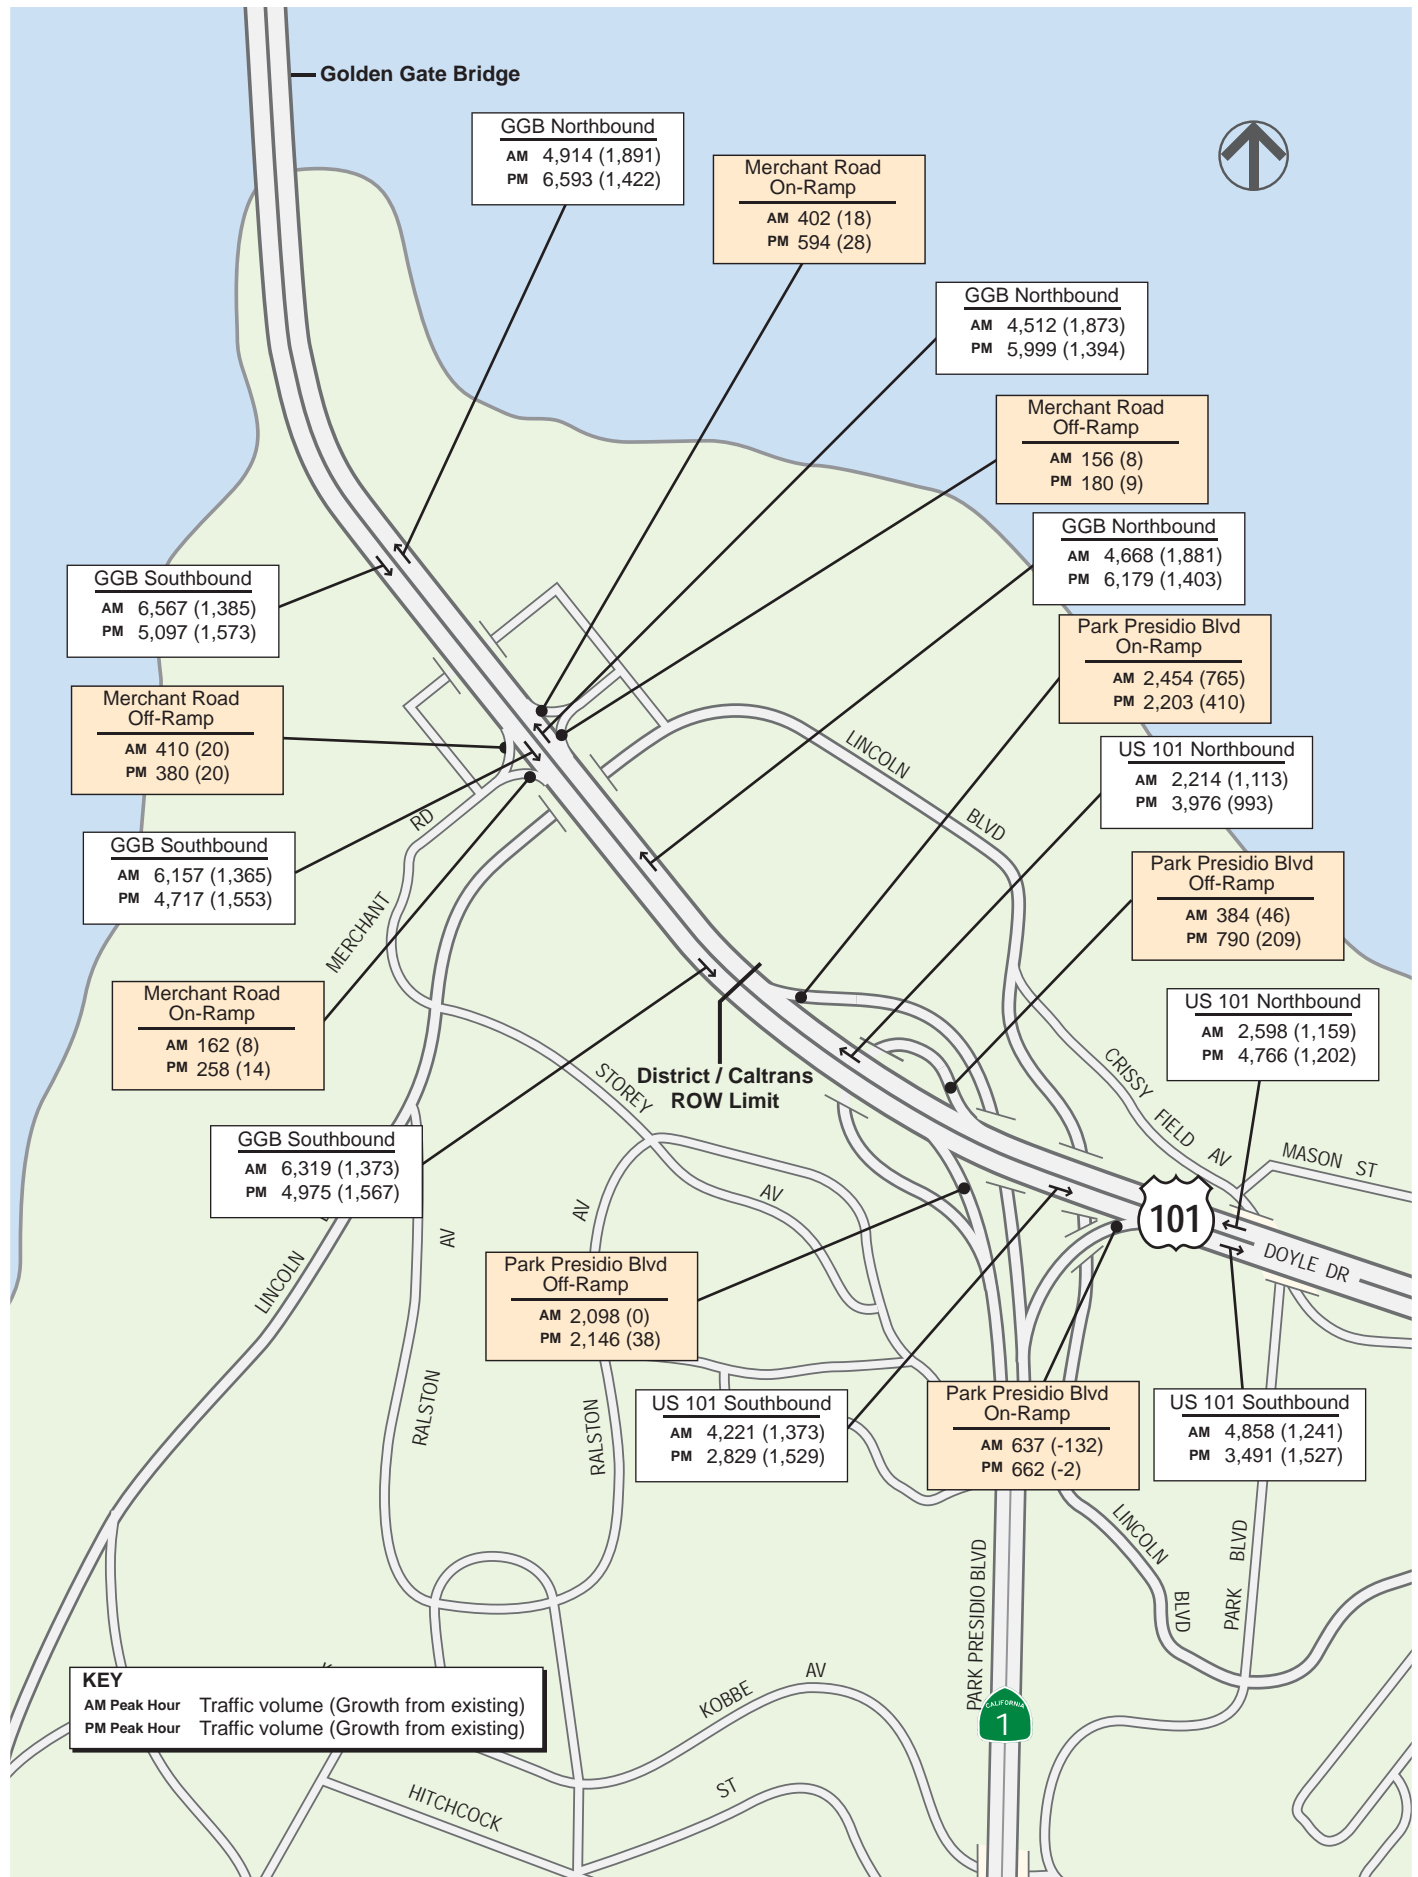 Golden Gate Bridge
GGB Northbound
AM 4,914 (1,891)
PM 6,593 (1,422)
Merchant Road
On-Ramp
AM 402 (18)
PM 594 (28)
GGB Northbound
AM 4,512 (1,873)
PM 5,999 (1,394)
Merchant Road
Off-Ramp
AM 156 (8)
PM 180 (9)
GGB Northbound
AM 4,668 (1,881)
PM 6,179 (1,403)
GGB Southbound
AM 6,567 (1,385)
PM 5,097 (1,573)
Park Presidio Blvd
On-Ramp
AM 2,454 (765)
PM 2,203 (410)
Merchant Road
Off-Ramp
AM 410 (20)
PM 380 (20)
US 101 Northbound
AM 2,214 (1,113)
PM 3,976 (993)
LINCOLN
BLVD
RD
MERCHANT
GGB Southbound
AM 6,157 (1,365)
PM 4,717 (1,553)
Park Presidio Blvd
Off-Ramp
AM 384 (46)
PM 790 (209)
Merchant Road
On-Ramp
AM 162 (8)
PM 258 (14)
US 101 Northbound
AM 2,598 (1,159)
PM 4,766 (1,202)
District / Caltrans
ROW Limit
STOREY
AV
CRISSY
FIELD
AV
MASON ST
GGB Southbound
AM 6,319 (1,373)
PM 4,975 (1,567)
101
DOYLE DR
LINCOLN
AV
AV
RALSTON
RALSTON
Park Presidio Blvd
Off-Ramp
AM 2,098 (0)
PM 2,146 (38)
US 101 Southbound
AM 4,221 (1,373)
PM 2,829 (1,529)
Park Presidio Blvd
On-Ramp
AM 637 (-132)
PM 662 (-2)
US 101 Southbound
AM 4,858 (1,241)
PM 3,491 (1,527)
LINCOLN
BLVD
PARK BLVD
PARK PRESIDIO BLVD
CALIFORNIA
1
KOBBE
AV
HITCHCOCK
ST
KEY
AM Peak Hour Traffic volume (Growth from existing)
PM Peak Hour Traffic volume (Growth from existing)